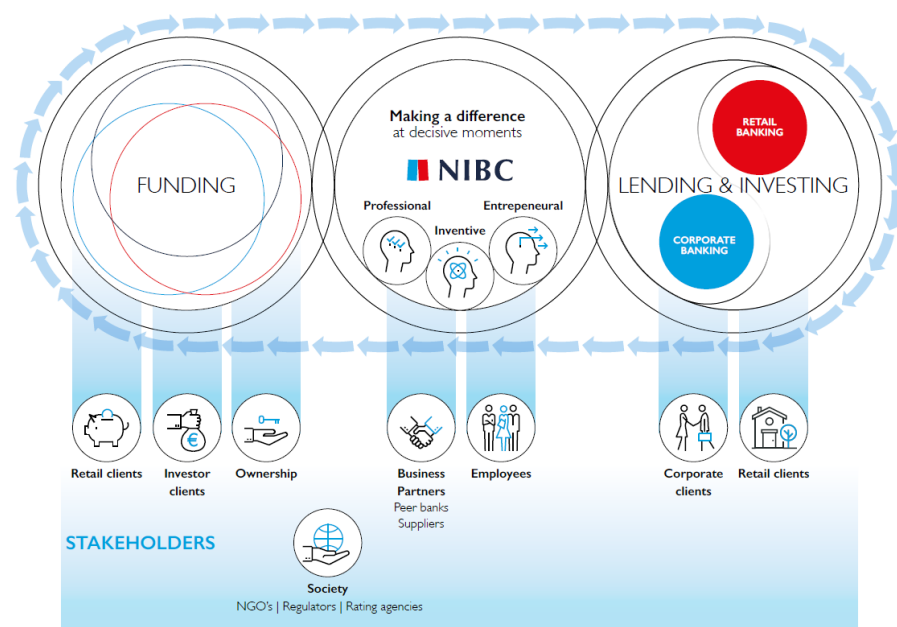 FUNDING
Making a difference
at decisive moments
NIBC
Professional
Inventive
Entrepeneural
LENDING & INVESTING
RETAIL
BANKING
CORPORATE
BANKING
Retail clients
Investor
clients
Ownership
Business
Partners
Peer banks
Suppliers
Employees
Corporate
clients
Retail clients
STAKEHOLDERS
Society
NGO's | Regulators | Rating agencies